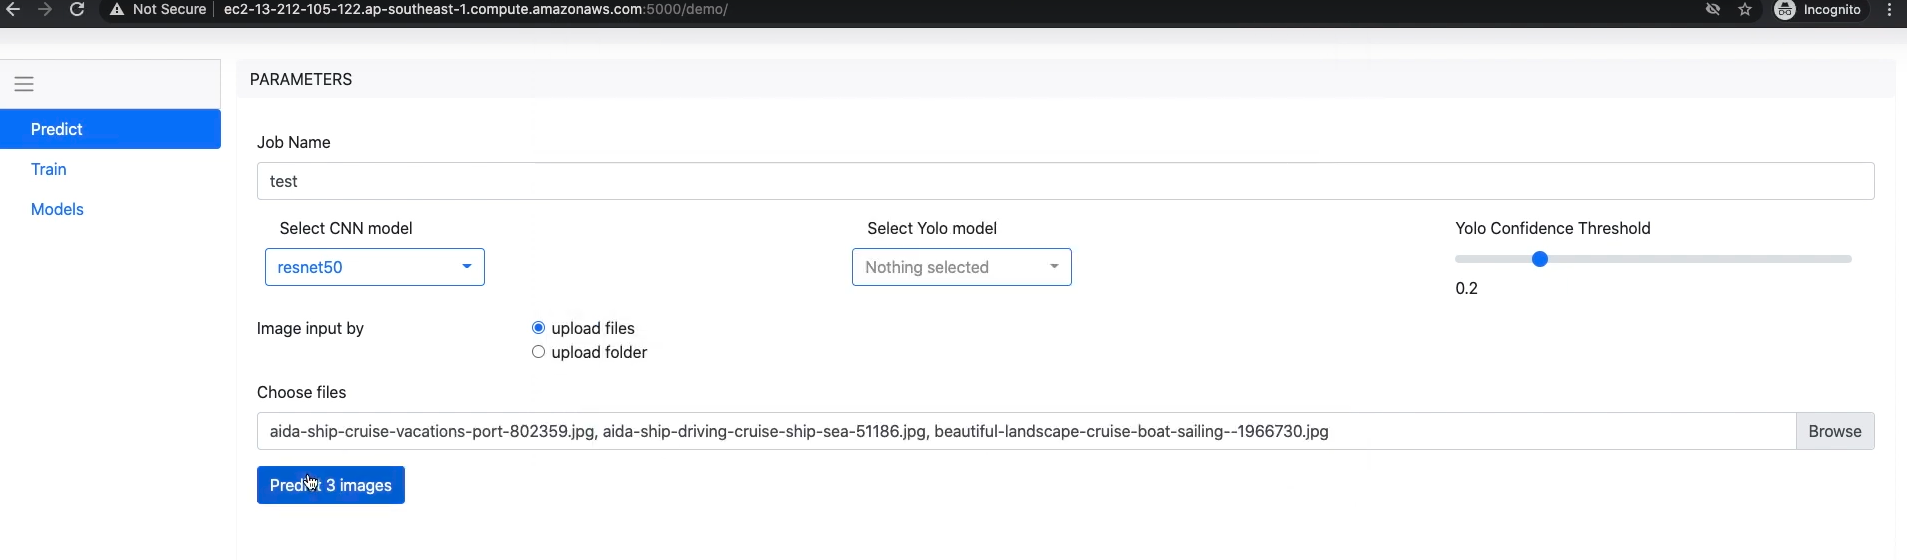 Not Secure ec2-13-212-105-122.ap-southeast-1.compute.amazonaws.com:5000/demo/ Incognito
PARAMETERS
Predict
Train
Models
Job Name
test
Select CNN model Select Yolo model Yolo Confidence Threshold
resnet50 Nothing selected
0.2
Image input by upload files
upload folder
Choose files
aida-ship-cruise-vacations-port-802359.jpg, aida-ship-driving-cruise-ship-sea-51186.jpg, beautiful-landscape-cruise-boat-sailing--1966730.jpg Browse
Predict 3 images